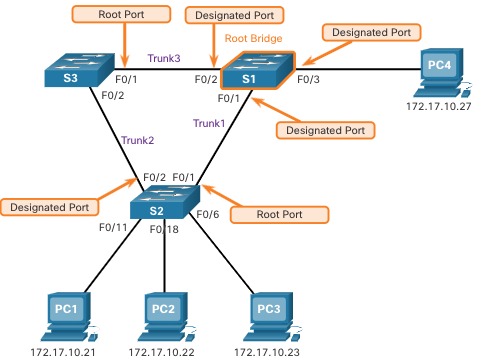 Root Port
Designated Port
Root Bridge
Designated Port
Trunk3
S3
F0/1
F0/2
S1
F0/3
PC4
F0/2
F0/1
172.17.10.27
Trunk1
Designated Port
Trunk2
F0/2
F0/1
Designated Port
S2
F0/6
Root Port
F0/11
F0/18
PC1
PC2
PC3
172.17.10.21
172.17.10.22
172.17.10.23